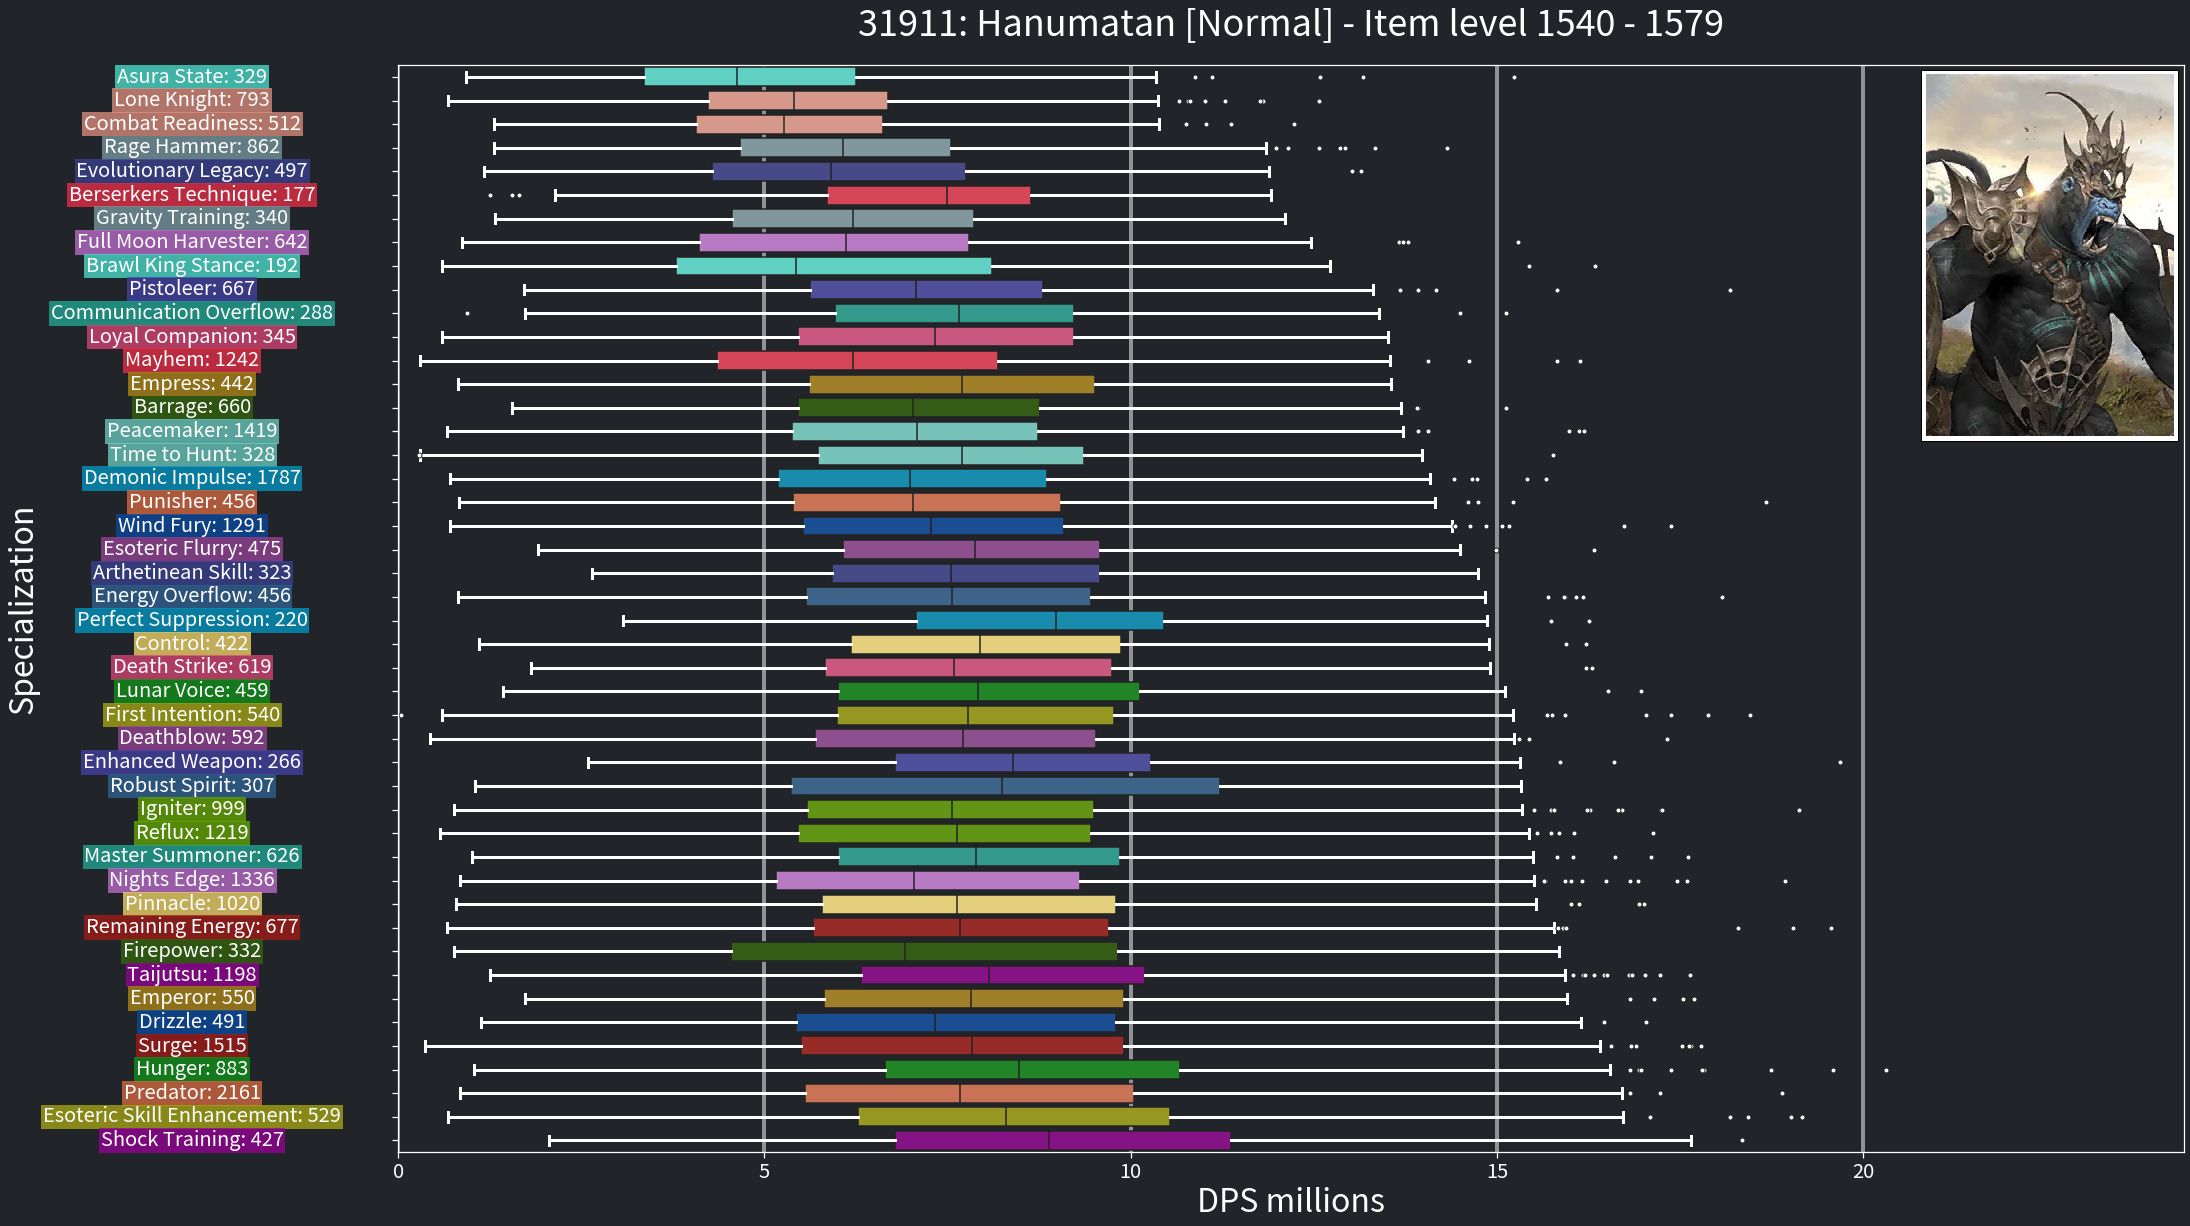 31911: Hanumatan [Normal] - Item level 1540 - 1579
Asura State: 329
Lone Knight: 793
Combat Readiness: 512
Rage Hammer: 862
Evolutionary Legacy: 497
Berserkers Technique: 177
Gravity Training: 340
Full Moon Harvester: 642
Brawl King Stance: 192
Pistoleer: 667
Communication Overflow: 288
Loyal Companion: 345
Mayhem: 1242
Empress: 442
Barrage: 660
Peacemaker: 1419
Time to Hunt: 328
Demonic Impulse: 1787
Punisher: 456
Wind Fury: 1291
Esoteric Flurry: 475
Arthetinean Skill: 323
Energy Overflow: 456
Perfect Suppression: 220
Control: 422
Death Strike: 619
Lunar Voice: 459
First Intention: 540
Deathblow: 592
Enhanced Weapon: 266
Robust Spirit: 307
Igniter: 999
Reflux: 1219
Master Summoner: 626
Nights Edge: 1336
Pinnacle: 1020
Remaining Energy: 677
Firepower: 332
Taijutsu: 1198
Emperor: 550
Drizzle: 491
Surge: 1515
Hunger: 883
Predator: 2161
Esoteric Skill Enhancement: 529
Shock Training: 427
Specialization
0 5 10 15 20
DPS millions